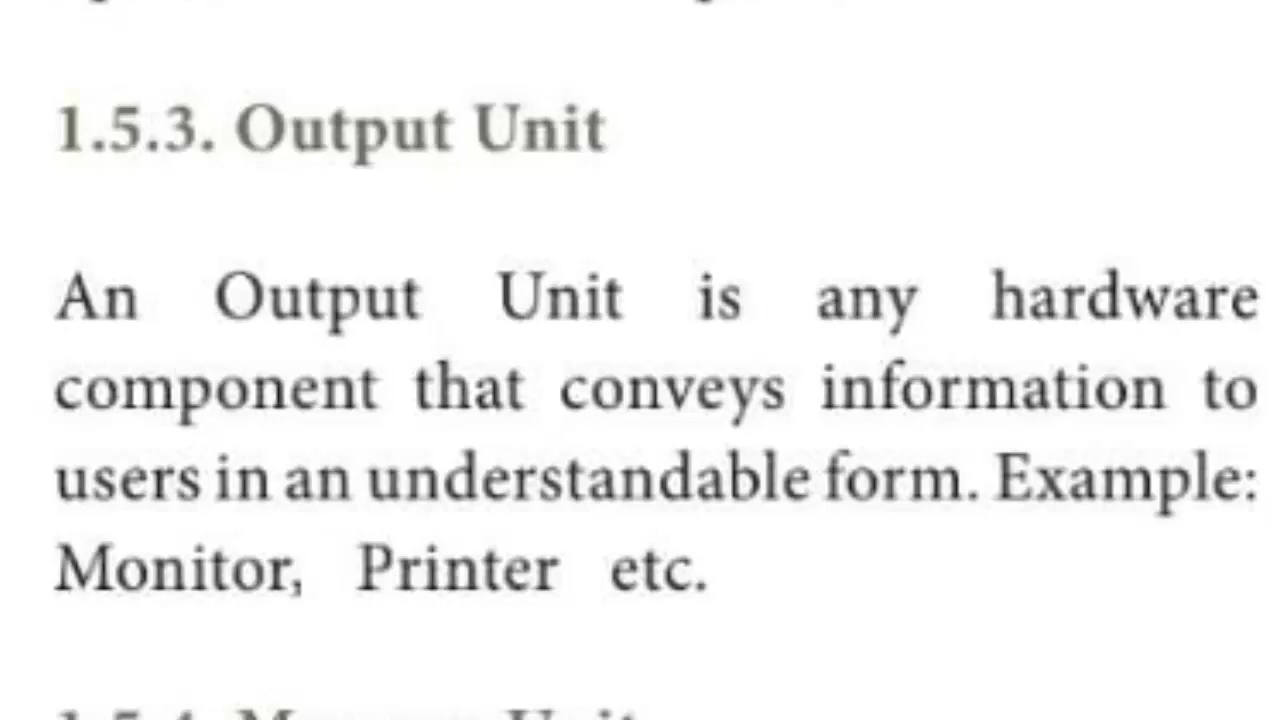 1.5.3. Output Unit
An Output Unit is any hardware
component that conveys information to
users in an understandable form. Example:
Monitor, Printer etc.